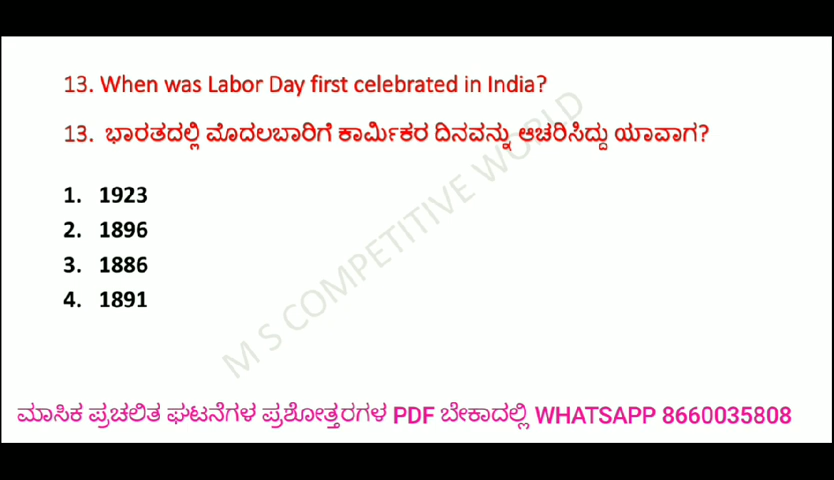 13. When was Labor Day first celebrated in India?
13. ಭಾರತದಲ್ಲಿ ಮೊದಲಬಾರಿಗೆ ಕಾರ್ಮಿಕರ ದಿನವನ್ನು ಆಚರಿಸಿದ್ದು ಯಾವಾಗ?
1. 1923
2. 1896
3. 1886
4. 1891
M S COMPETITIVE WORLD
ಮಾಸಿಕ ಪ್ರಚಲಿತ ಘಟನೆಗಳ ಪ್ರಶೋತ್ತರಗಳ PDF ಬೇಕಾದಲ್ಲಿ WHATSAPP 8660035808